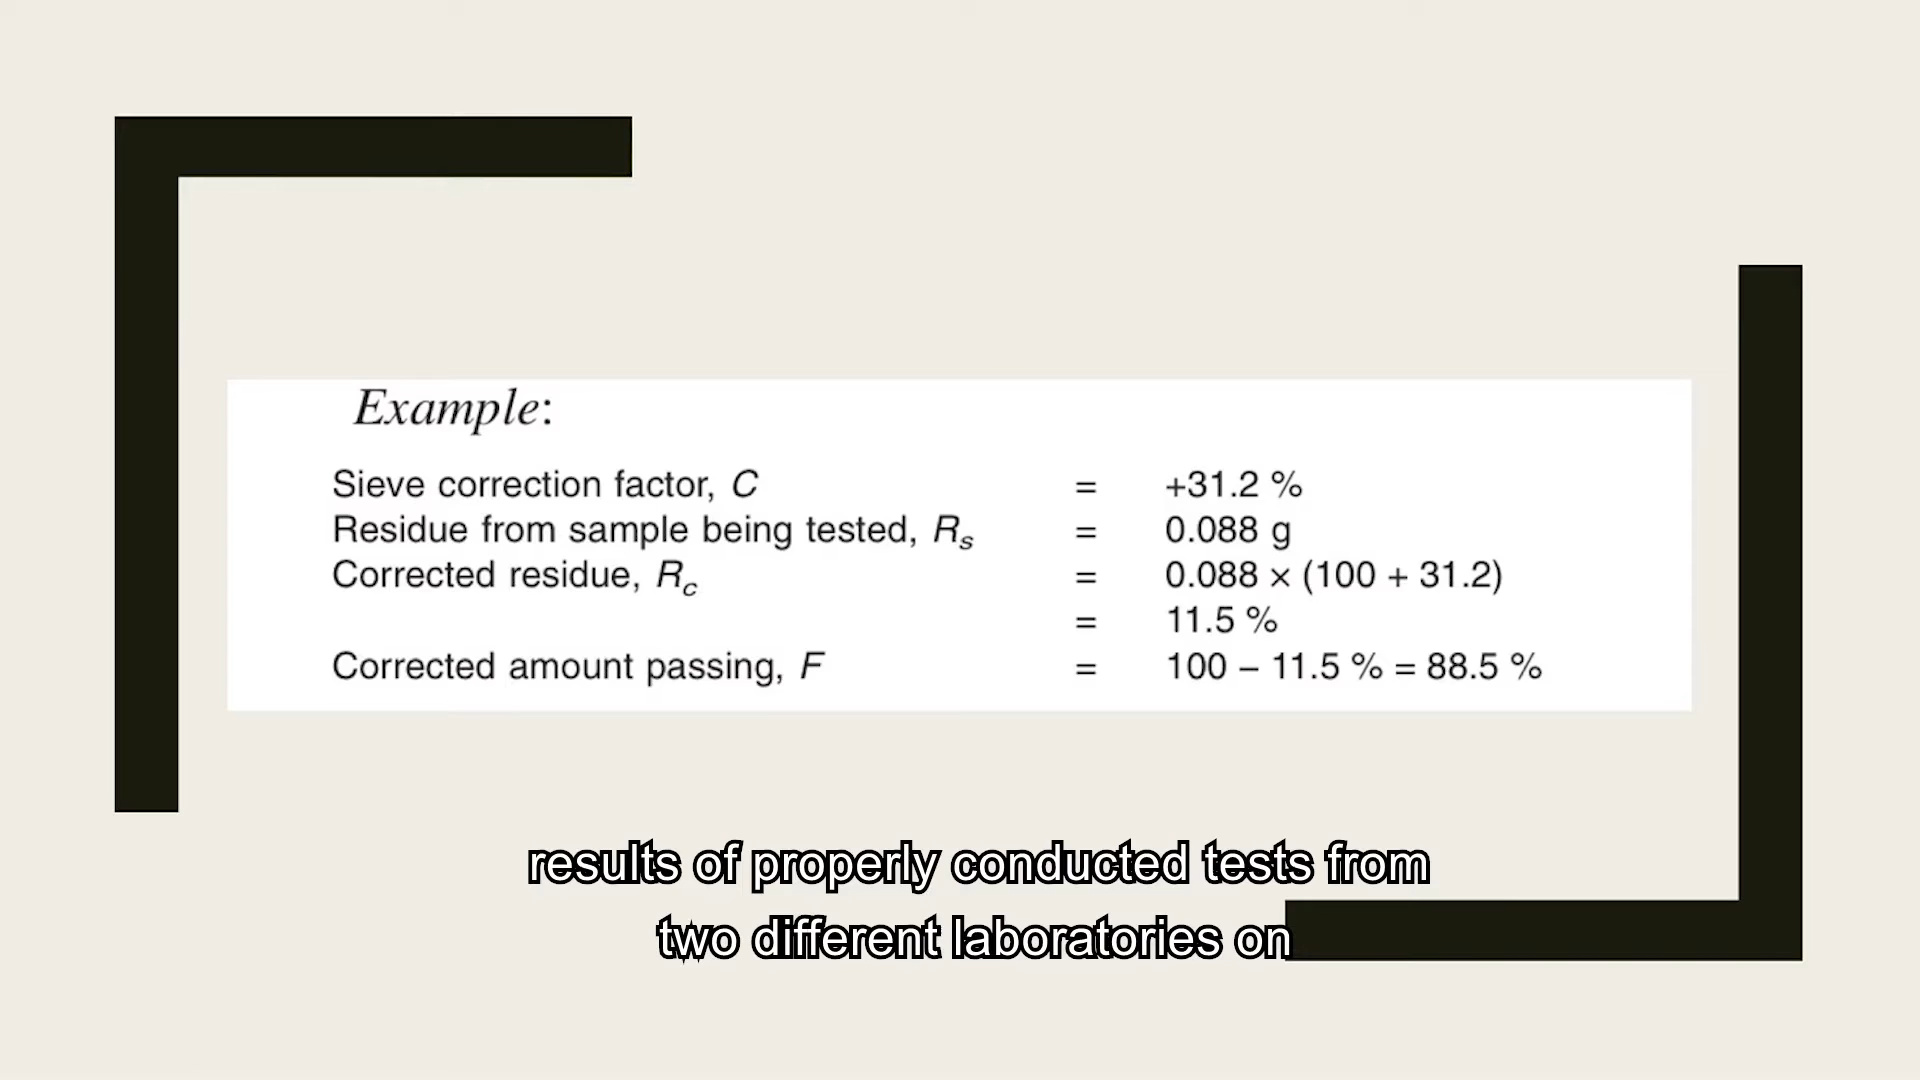 Example:
Sieve correction factor, C = +31.2 %
Residue from sample being tested, Rs = 0.088 g
Corrected residue, Rc = 0.088 × (100 + 31.2)
= 11.5 %
Corrected amount passing, F = 100 – 11.5 % = 88.5 %
results of properly conducted tests from
two different laboratories on